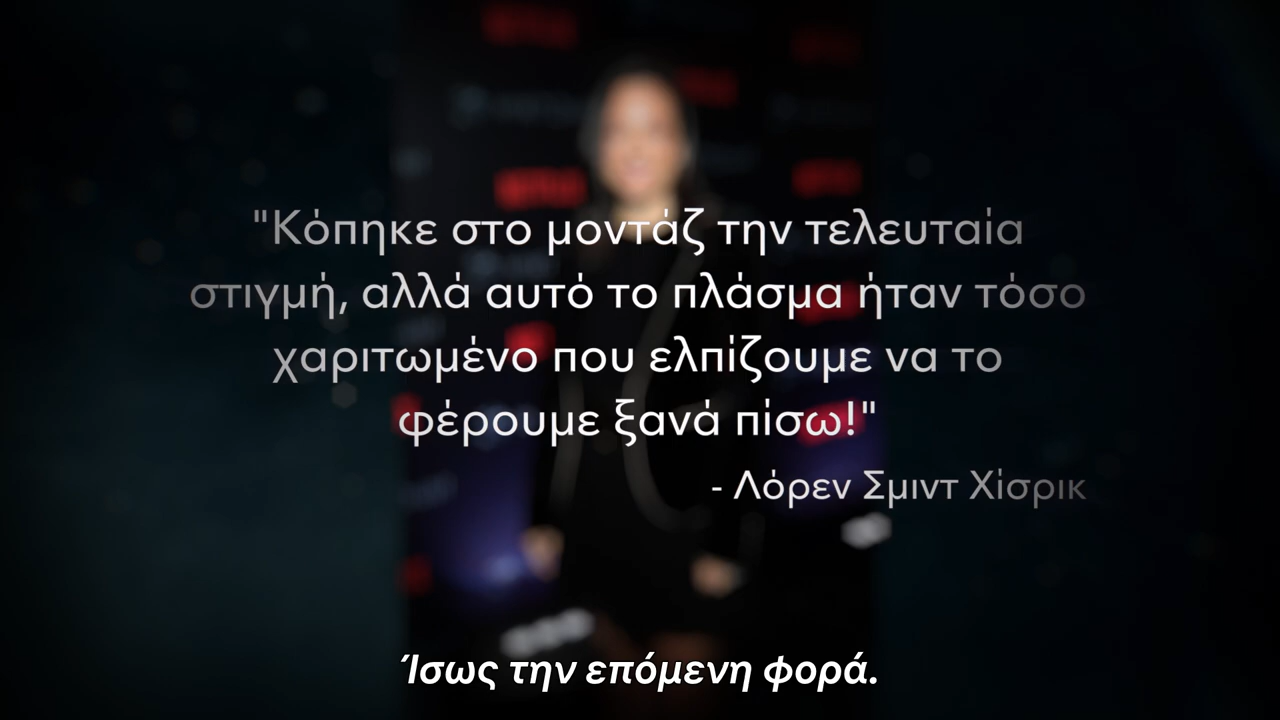 "Κόπηκε στο μοντάζ την τελευταία
στιγμή, αλλά αυτό το πλάσμα ήταν τόσο
χαριτωμένο που ελπίζουμε να το
φέρουμε ξανά πίσω!"
- Λόρεν Σμιντ Χίσρικ
Ίσως την επόμενη φορά.